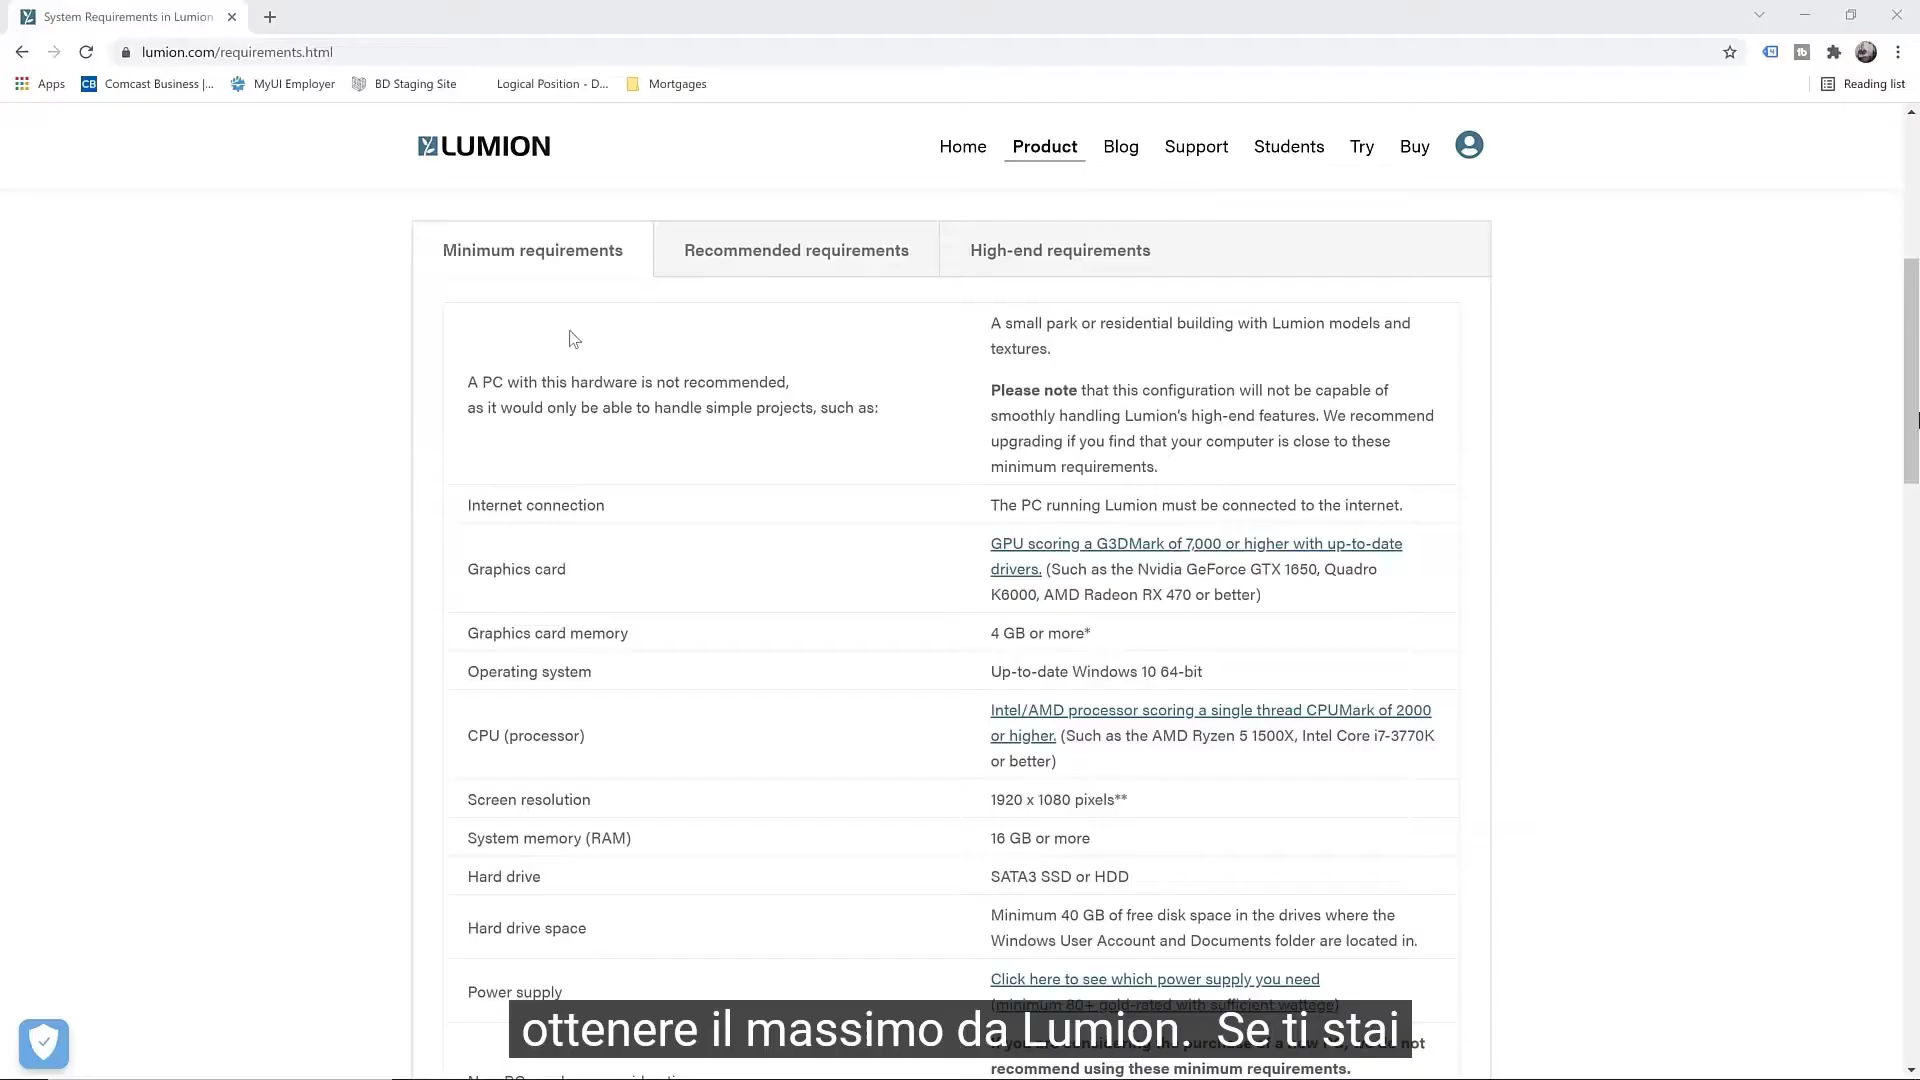 System Requirements in Lumion
lumion.com/requirements.html
Apps
CB Comcast Business |...
MyUI Employer
BD Staging Site
Logical Position - D...
Mortgages
Reading list
LUMION
Home
Product
Blog
Support
Students
Try
Buy
Minimum requirements
Recommended requirements
High-end requirements
A PC with this hardware is not recommended,
as it would only be able to handle simple projects, such as:
A small park or residential building with Lumion models and
textures.
Please note that this configuration will not be capable of
smoothly handling Lumion's high-end features. We recommend
upgrading if you find that your computer is close to these
minimum requirements.
Internet connection
The PC running Lumion must be connected to the internet.
Graphics card
GPU scoring a G3DMark of 7,000 or higher with up-to-date
drivers. (Such as the Nvidia GeForce GTX 1650, Quadro
K6000, AMD Radeon RX 470 or better)
Graphics card memory
4 GB or more*
Operating system
Up-to-date Windows 10 64-bit
CPU (processor)
Intel/AMD processor scoring a single thread CPUMark of 2000
or higher. (Such as the AMD Ryzen 5 1500X, Intel Core i7-3770K
or better)
Screen resolution
1920 x 1080 pixels**
System memory (RAM)
16 GB or more
Hard drive
SATA3 SSD or HDD
Hard drive space
Minimum 40 GB of free disk space in the drives where the
Windows User Account and Documents folder are located in.
Power supply
Click here to see which power supply you need
(minimum 80+ gold-rated with sufficient wattage)
ottenere il massimo da Lumion. Se ti stai
not
recommend using these minimum requirements.